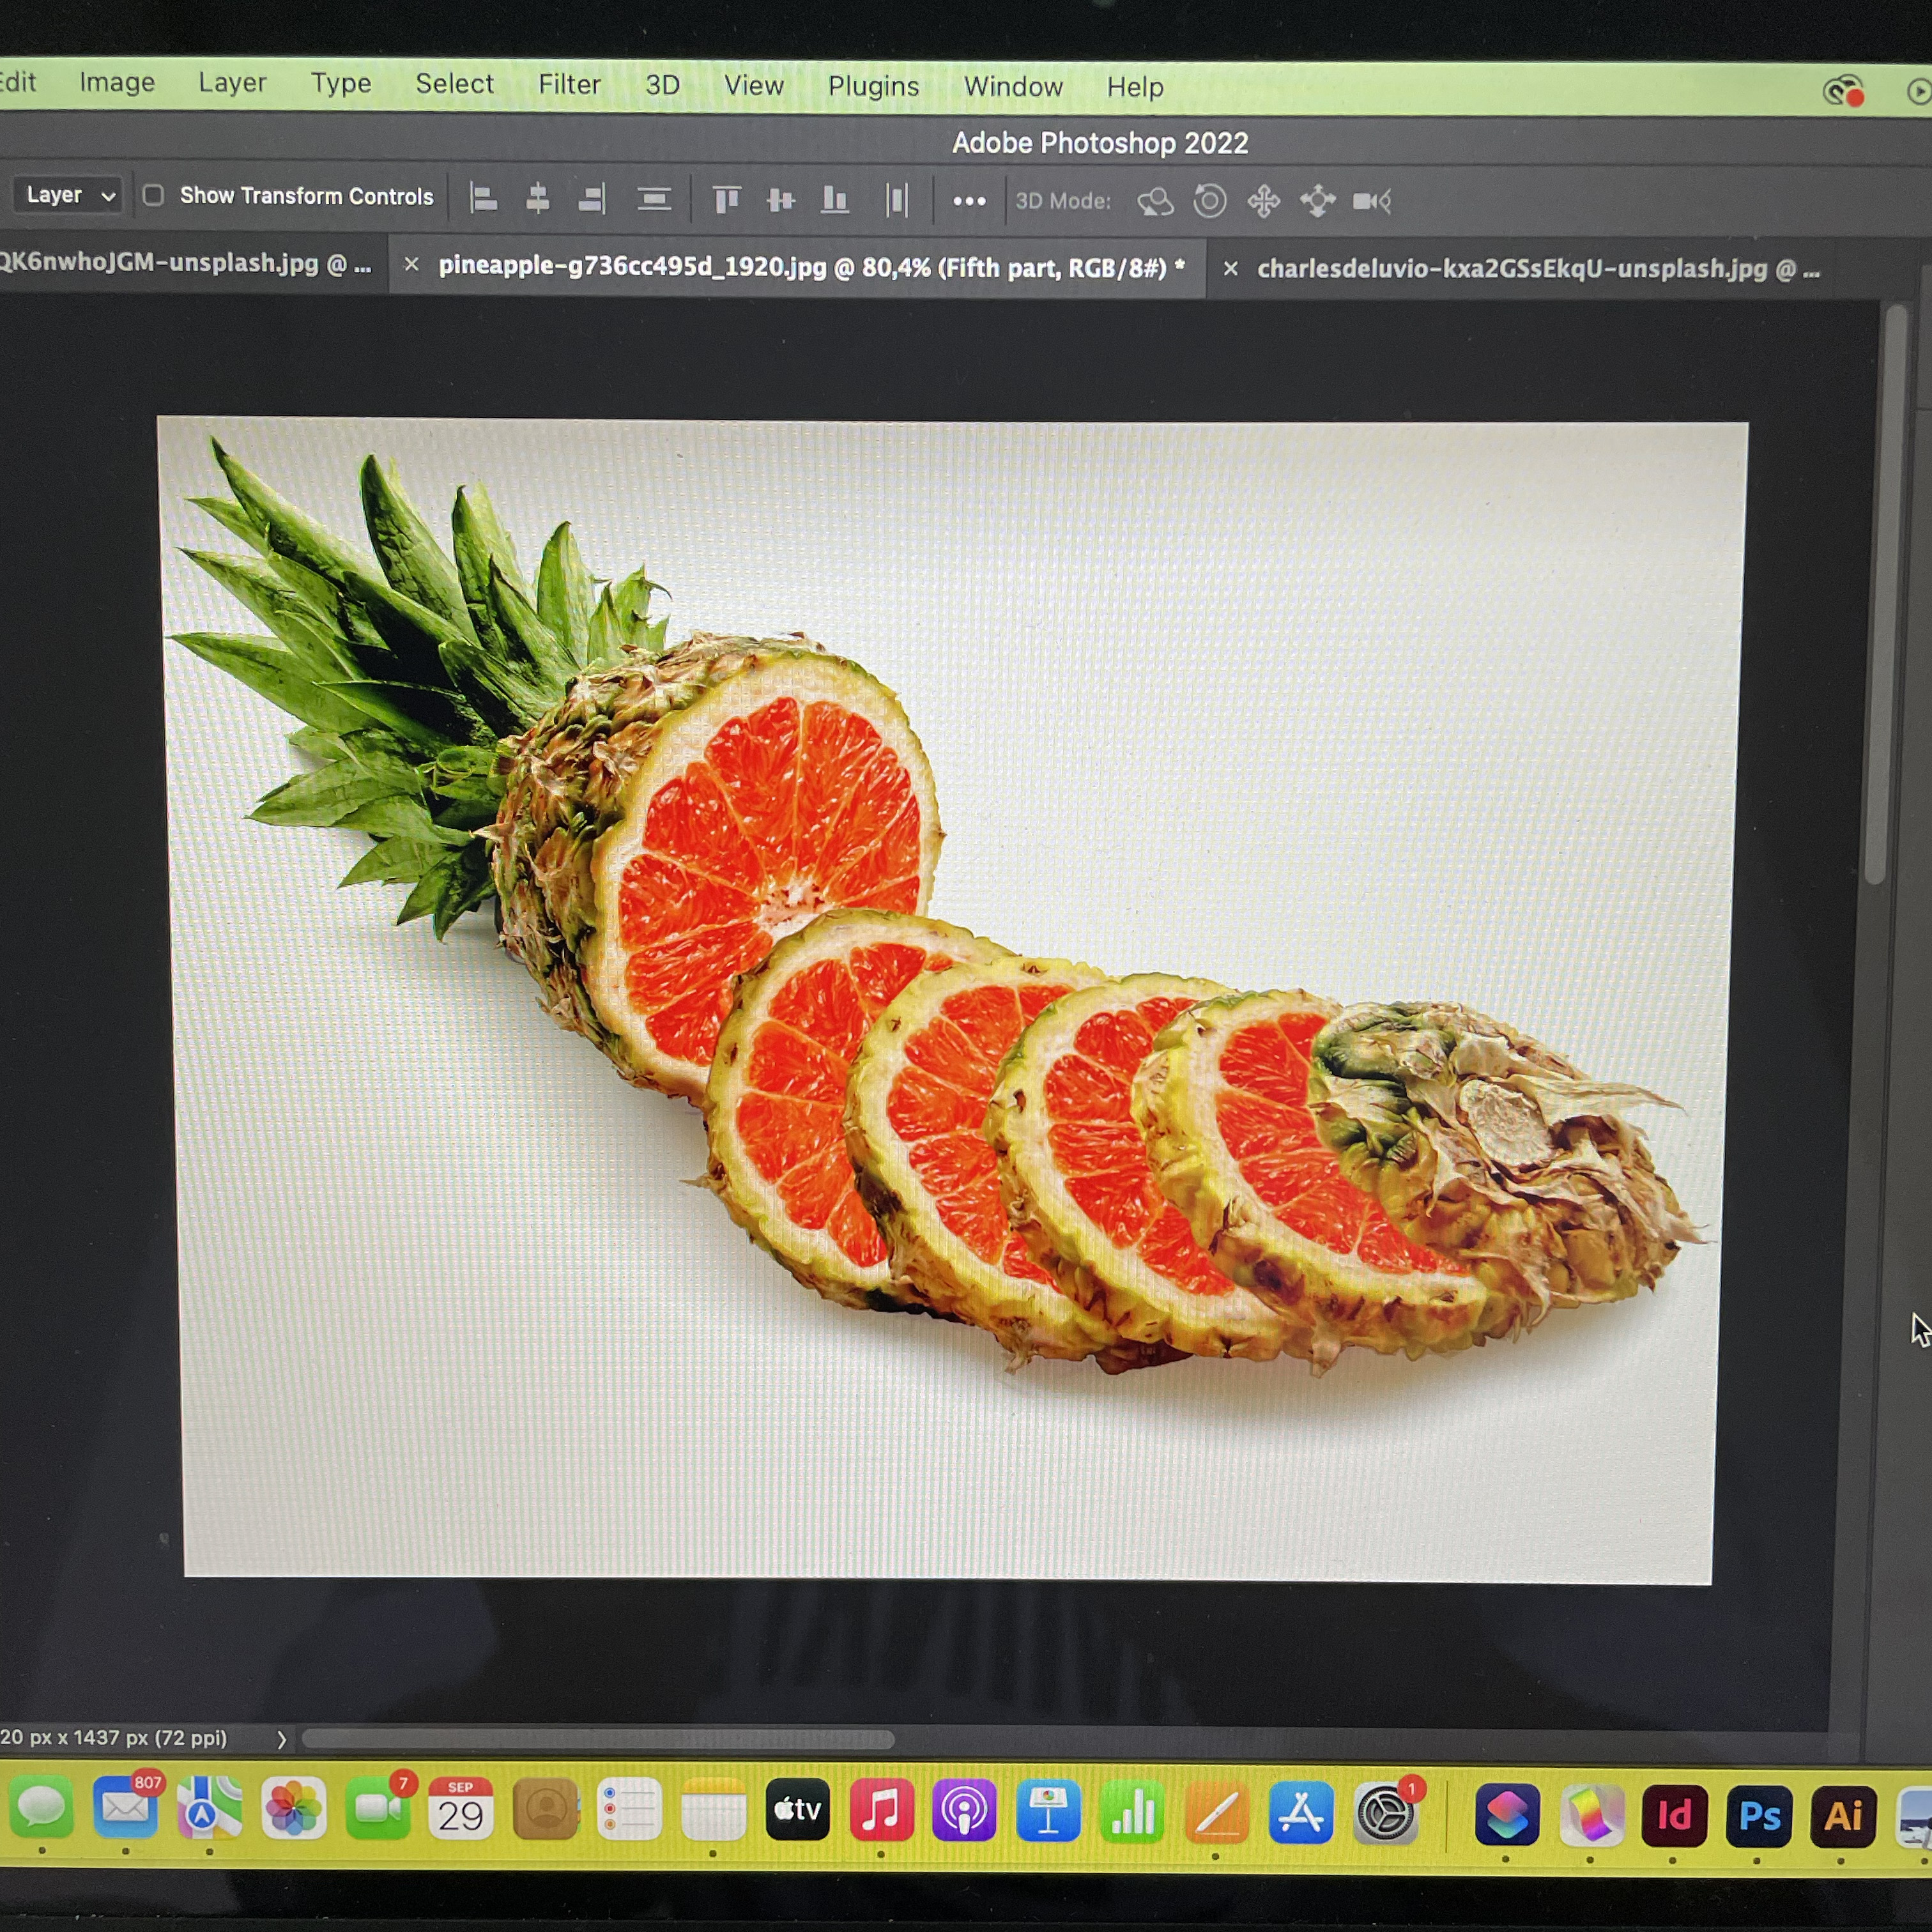 Edit Image Layer Type Select Filter 3D View Plugins Window Help
Adobe Photoshop 2022
Layer Show Transform Controls 3D Mode:
QK6nwhoJGM-unsplash.jpg @ ... × pineapple-g736cc495d_1920.jpg @ 80,4% (Fifth part, RGB/8#) * × charlesdeluvio-kxa2GSsEkqU-unsplash.jpg @ ...
20 px x 1437 px (72 ppi)
807 7 SEP 1
29 tv Id Ps Ai